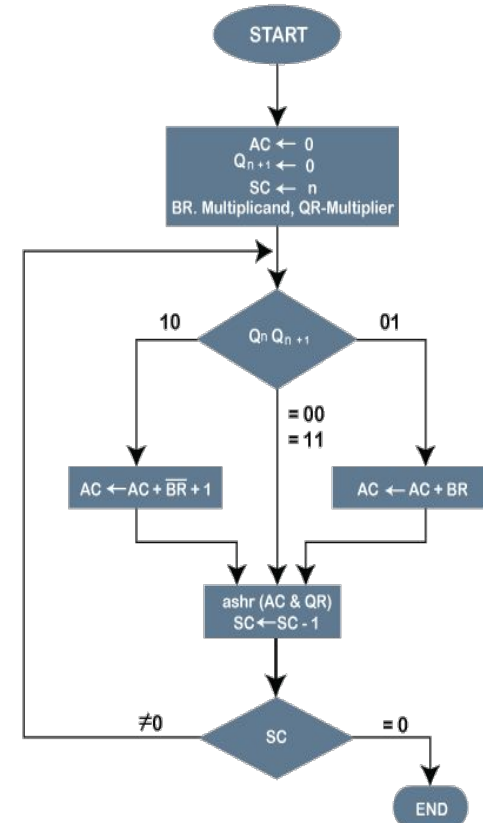 START
AC ← 0
Qn+1 ← 0
SC ← n
BR. Multiplicand, QR-Multiplier
10
Qn Qn+1
01
= 00
= 11
AC ← AC + B̅R̅ + 1
AC ← AC + BR
ashr (AC & QR)
SC ← SC - 1
≠0
SC
= 0
END